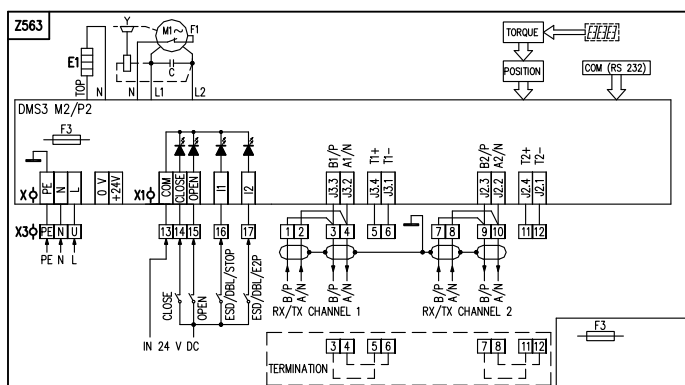 Z563
Y M1~ F1
TORQUE
E1
C
POSITION COM (RS 232)
TOP N N L1 L2
DMS3 M2/P2
F3
B1/P A1/N T1+ T1- B2/P A2/N T2+ T2-
X PE N L 0 V +24V X1 COM CLOSE OPEN I1 I2 J3.3 J3.2 J3.4 J3.1 J2.3 J2.2 J2.4 J2.1
X3 PE N U 13 14 15 16 17 1 2 3 4 5 6 7 8 9 10 11 12
PE N L
CLOSE OPEN ESD/DBL/STOP ESD/DBL/E2P B/P A/N B/P A/N B/P A/N B/P A/N
RX/TX CHANNEL 1 RX/TX CHANNEL 2
IN 24 V DC
F3
3 4 5 6 7 8 11 12
TERMINATION